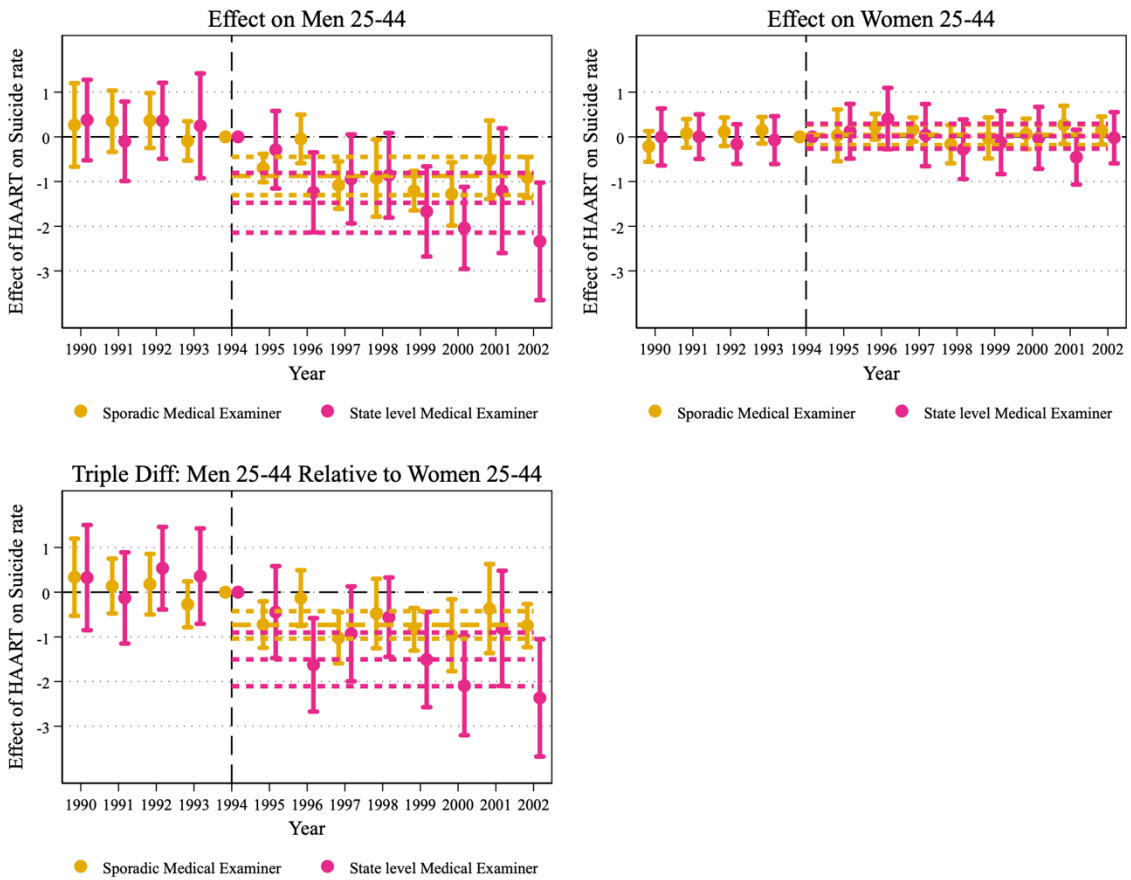 Effect on Men 25-44
Effect of HAART on Suicide rate
1
0
-1
-2
-3
1990 1991 1992 1993 1994 1995 1996 1997 1998 1999 2000 2001 2002
Year
Sporadic Medical Examiner State level Medical Examiner
Effect on Women 25-44
Effect of HAART on Suicide rate
1
0
-1
-2
-3
1990 1991 1992 1993 1994 1995 1996 1997 1998 1999 2000 2001 2002
Year
Sporadic Medical Examiner State level Medical Examiner
Triple Diff: Men 25-44 Relative to Women 25-44
Effect of HAART on Suicide rate
1
0
-1
-2
-3
1990 1991 1992 1993 1994 1995 1996 1997 1998 1999 2000 2001 2002
Year
Sporadic Medical Examiner State level Medical Examiner